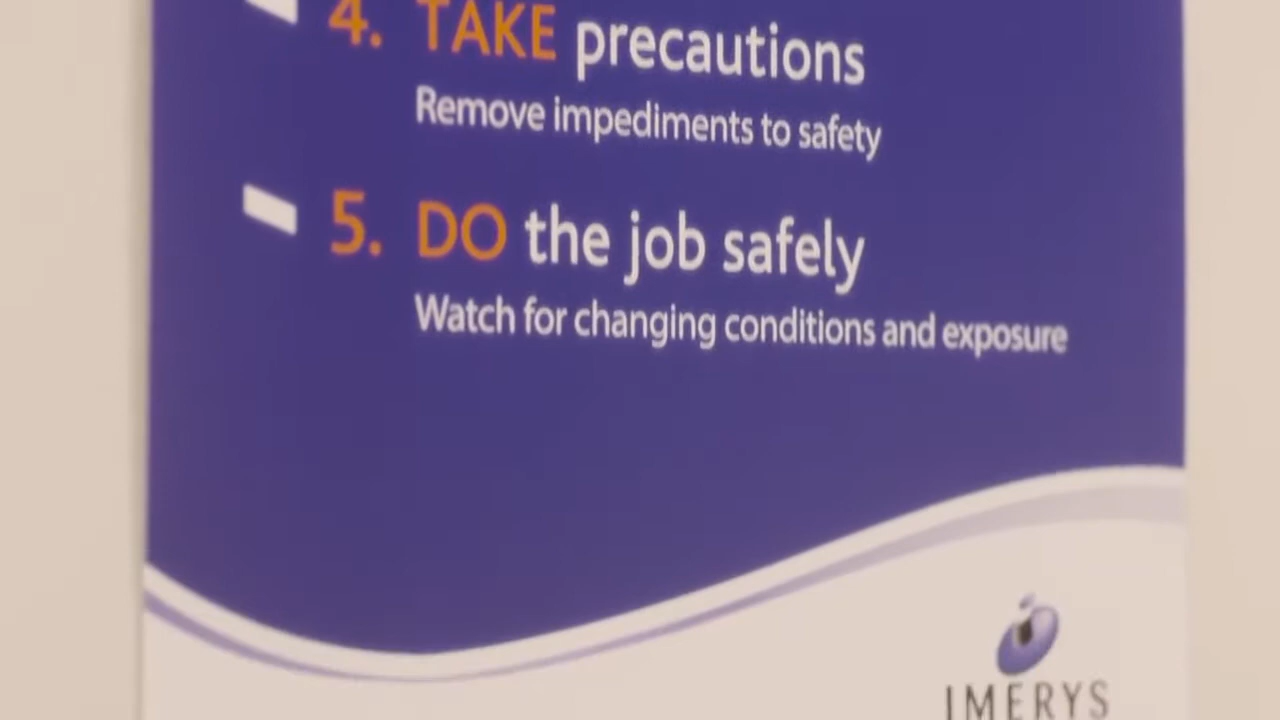 4. TAKE precautions
Remove impediments to safety
5. DO the job safely
Watch for changing conditions and exposure
IMERYS